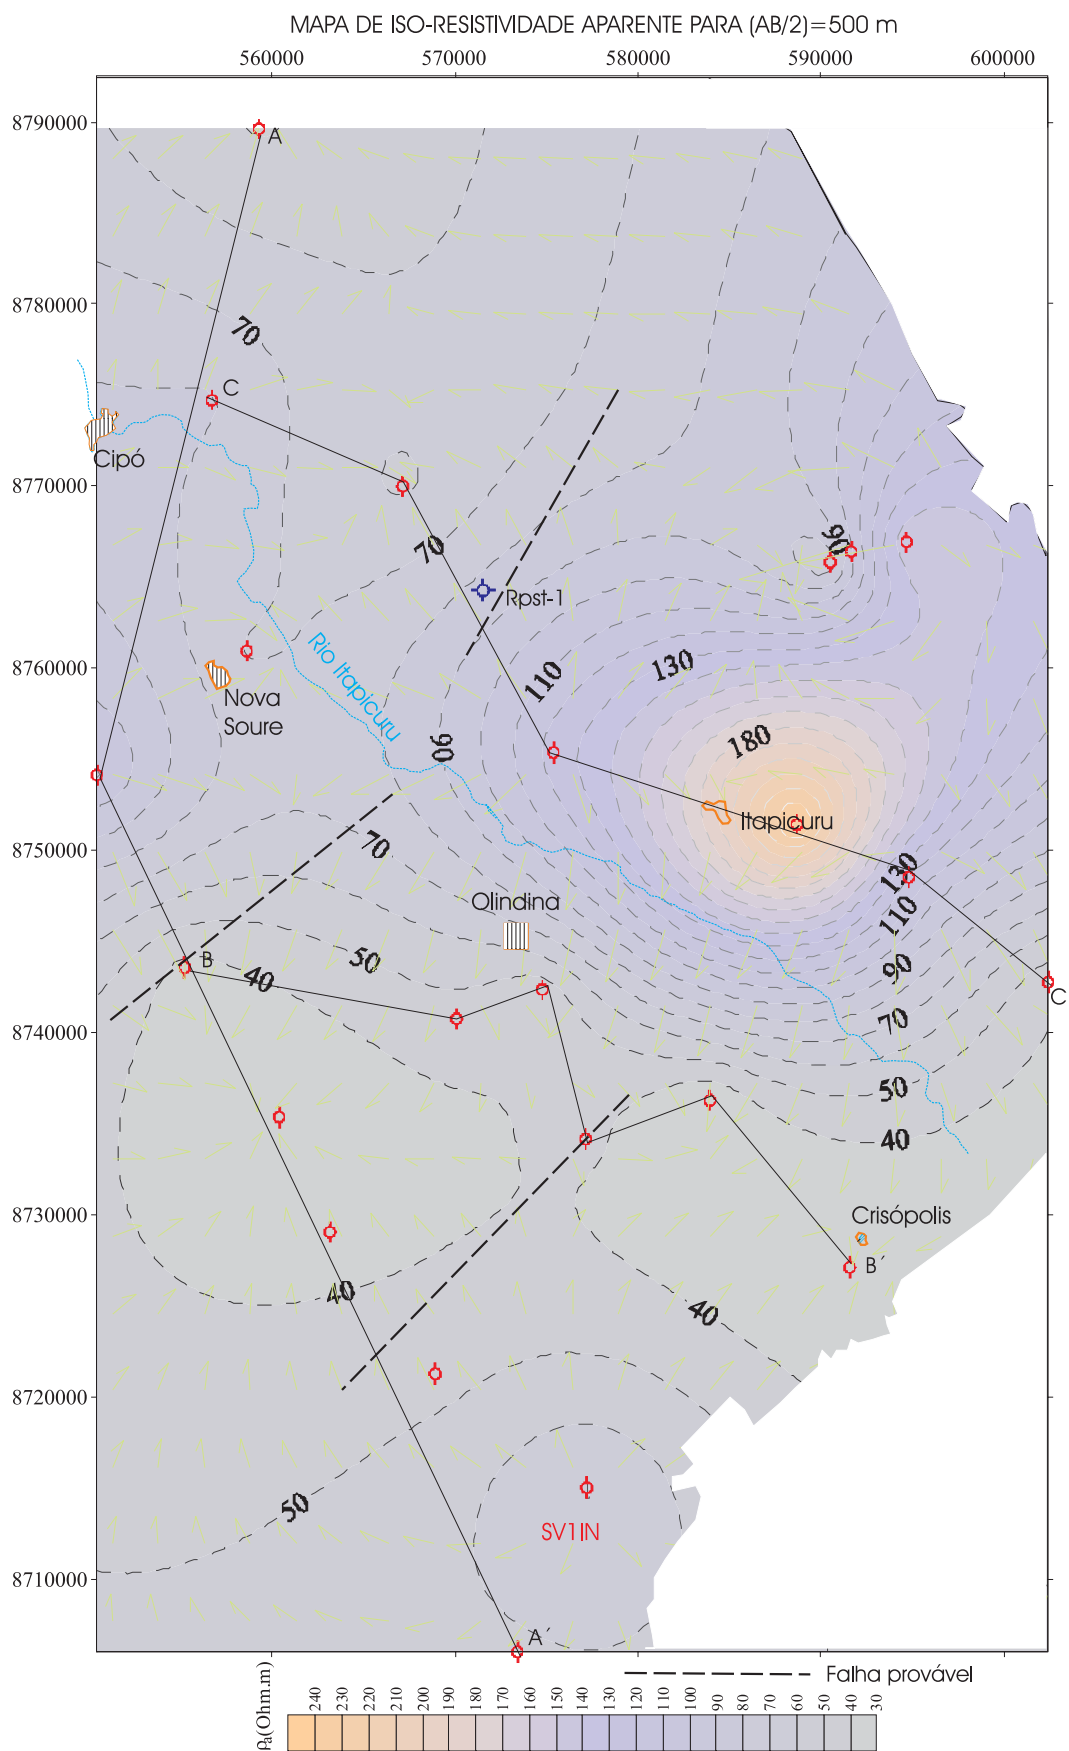 MAPA DE ISO-RESISTIVIDADE APARENTE PARA (AB/2)=500 m
560000 570000 580000 590000 600000
8790000
A
8780000
70
C
Cipó
8770000
70
90
Rpst-1
8760000
130
110
Rio Itapicuru
Nova
Soure
90
180
Itapicuru
8750000
70
130
Olindina
110
B
50
40
90
C
8740000
70
50
40
8730000
Crisópolis
B´
40
40
8720000
50
SV1IN
8710000
A´
Falha provável
ρa(Ohm.m)
240 230 220 210 200 190 180 170 160 150 140 130 120 110 100 90 80 70 60 50 40 30